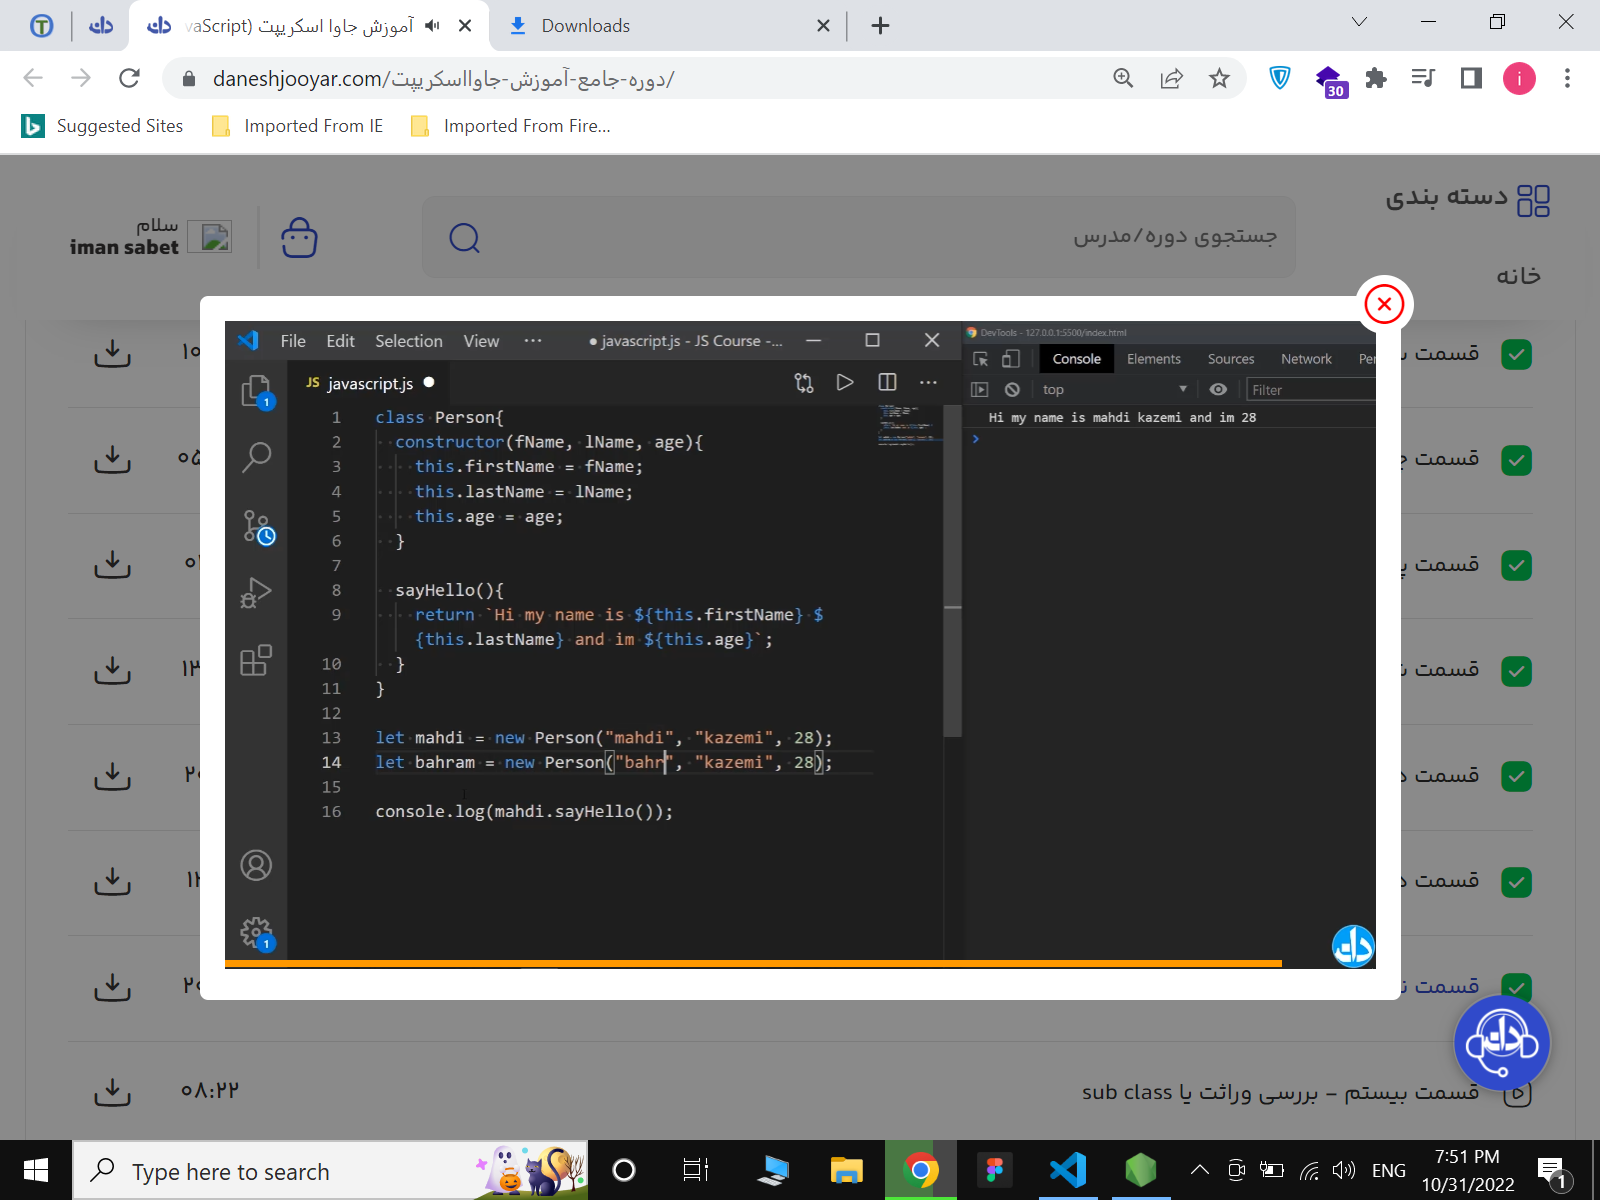 آموزش جاوا اسکریپت (vaScript
Downloads
daneshjooyar.com/دوره-جامع-آموزش-جاوااسکریپت/
30
i
Suggested Sites
Imported From IE
Imported From Fire...
دسته بندی
جستجوی دوره/مدرس
سلام
iman sabet
خانه
File Edit Selection View ··· ● javascript.js - JS Course -...
JS javascript.js ●
1 class Person{
2 constructor(fName, lName, age){
3 this.firstName = fName;
4 this.lastName = lName;
5 this.age = age;
6 }
7
8 sayHello(){
9 return `Hi my name is ${this.firstName} $
{this.lastName} and im ${this.age}`;
10 }
11 }
12
13 let mahdi = new Person("mahdi", "kazemi", 28);
14 let bahram = new Person("bahr", "kazemi", 28);
15
16 console.log(mahdi.sayHello());
1
1
DevTools - 127.0.0.1:5500/index.html
Console Elements Sources Network Per
top Filter
Hi my name is mahdi kazemi and im 28
دان
قسمت
قسمت
قسمت
قسمت
قسمت
قسمت
قسمت
دان
قسمت بیستم - بررسی وراثت یا sub class
۰۸:۲۲
Type here to search
ENG
7:51 PM
10/31/2022
1